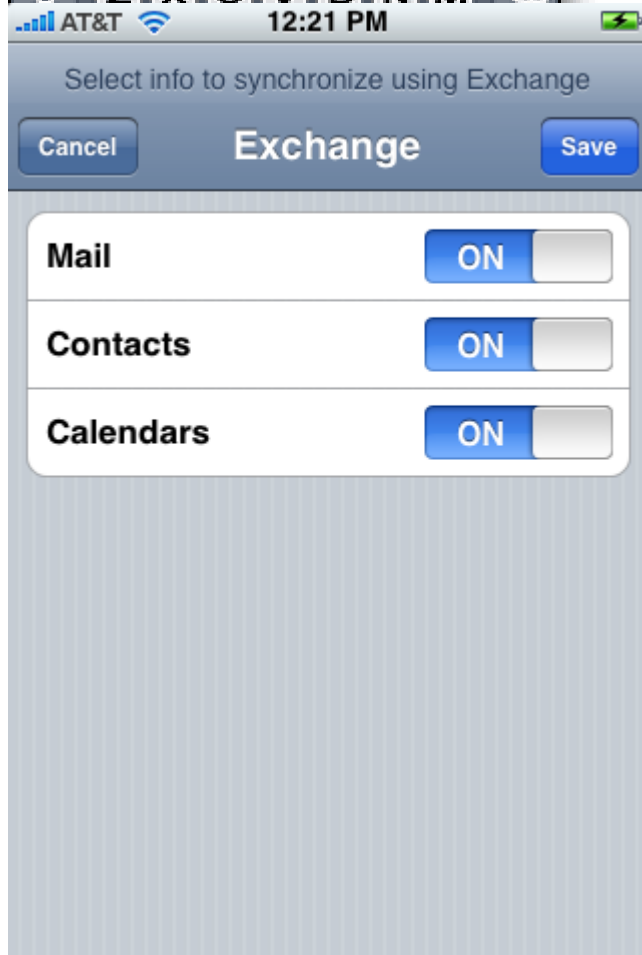 AT&T 12:21 PM
Select info to synchronize using Exchange
Cancel Exchange Save
Mail ON
Contacts ON
Calendars ON